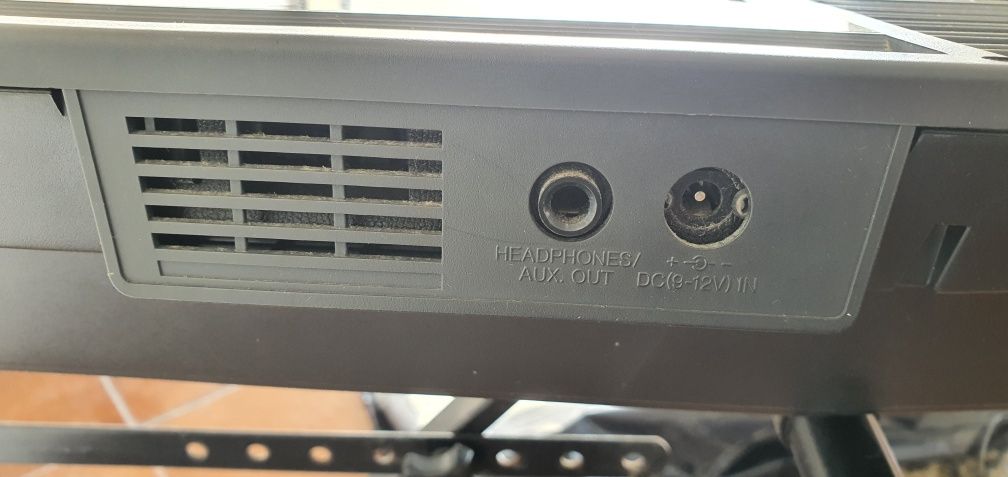 HEADPHONES/
AUX. OUT
+ -
DC(9-12V) IN